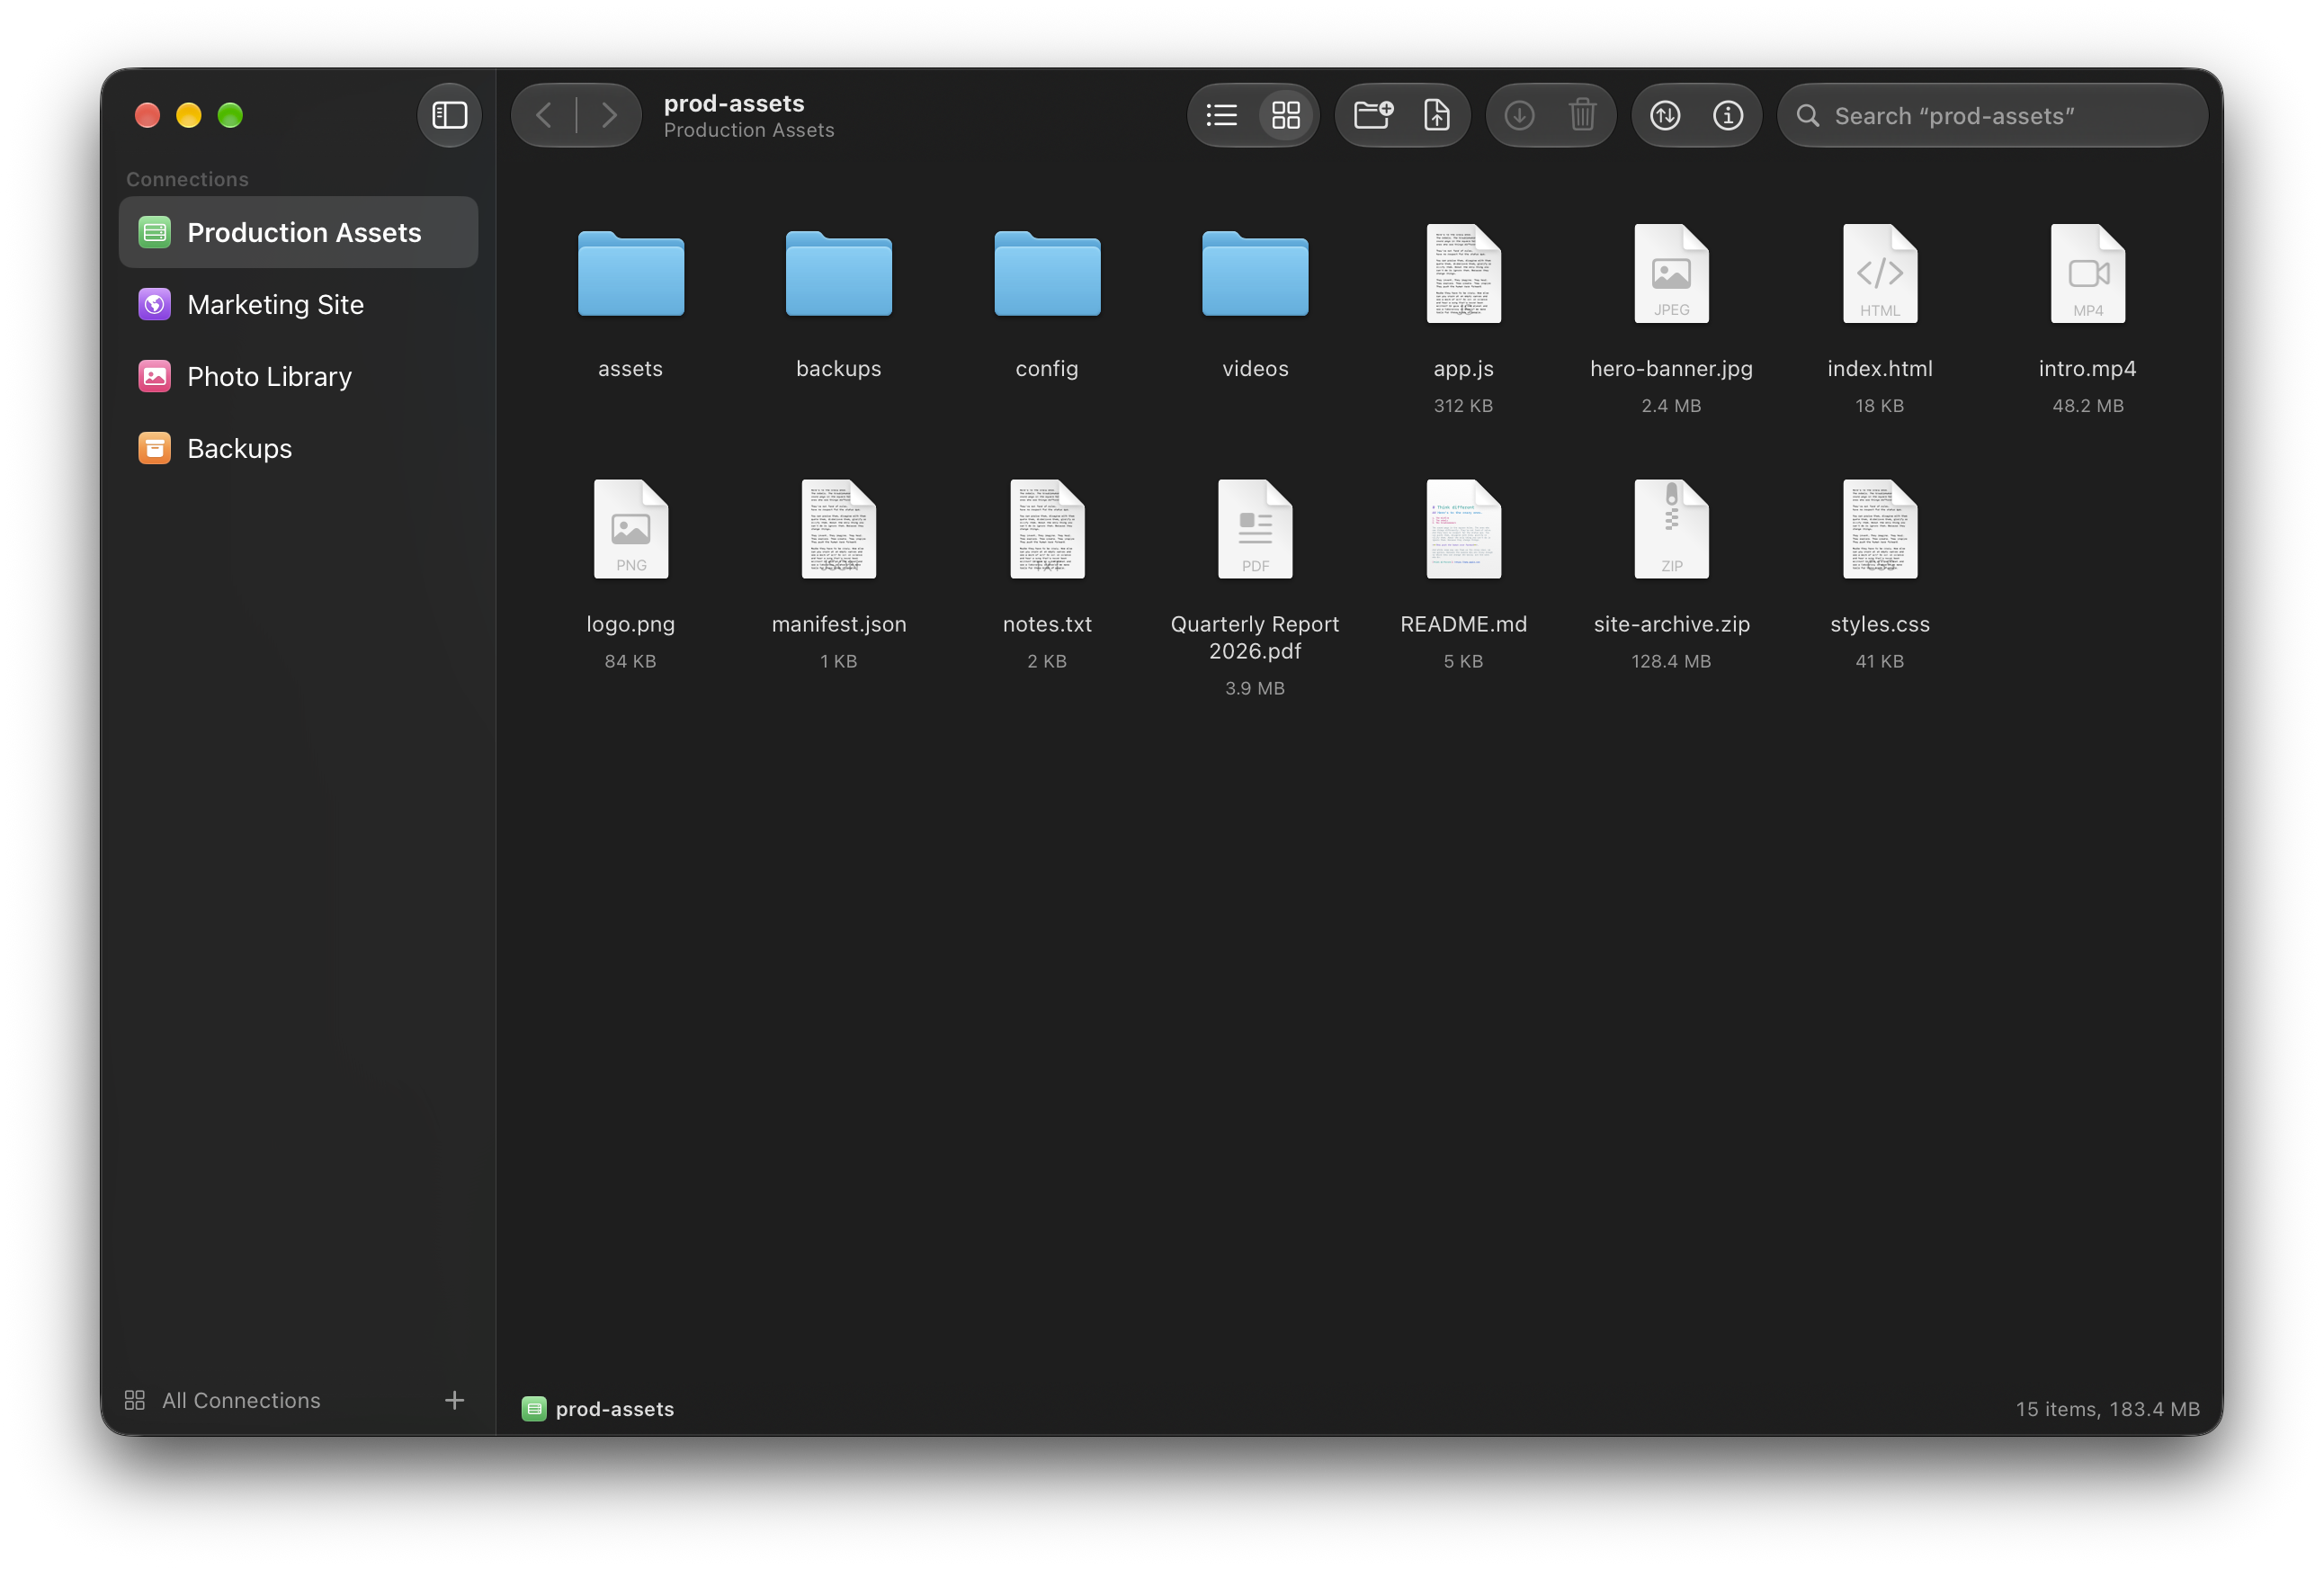 prod-assets
Production Assets
Search “prod-assets”
Connections
Production Assets
Marketing Site
Photo Library
Backups
All Connections
assets
backups
config
videos
app.js
312 KB
JPEG
hero-banner.jpg
2.4 MB
HTML
index.html
18 KB
MP4
intro.mp4
48.2 MB
PNG
logo.png
84 KB
manifest.json
1 KB
notes.txt
2 KB
PDF
Quarterly Report
2026.pdf
3.9 MB
README.md
5 KB
ZIP
site-archive.zip
128.4 MB
styles.css
41 KB
prod-assets
15 items, 183.4 MB